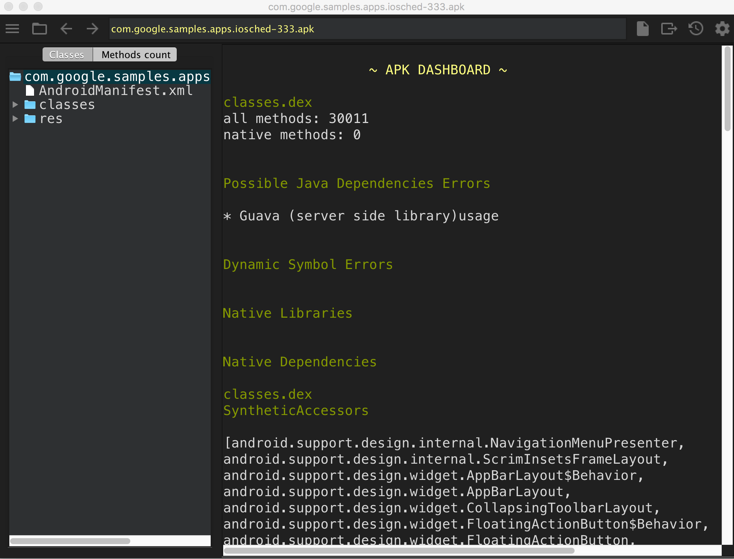 com.google.samples.apps.iosched-333.apk
com.google.samples.apps.iosched-333.apk
Classes Methods count
com.google.samples.apps
AndroidManifest.xml
classes
res
~ APK DASHBOARD ~
classes.dex
all methods: 30011
native methods: 0
Possible Java Dependencies Errors
* Guava (server side library)usage
Dynamic Symbol Errors
Native Libraries
Native Dependencies
classes.dex
SyntheticAccessors
[android.support.design.internal.NavigationMenuPresenter,
android.support.design.internal.ScrimInsetsFrameLayout,
android.support.design.widget.AppBarLayout$Behavior,
android.support.design.widget.AppBarLayout,
android.support.design.widget.CollapsingToolbarLayout,
android.support.design.widget.FloatingActionButton$Behavior,
android.support.design.widget.FloatingActionButton,